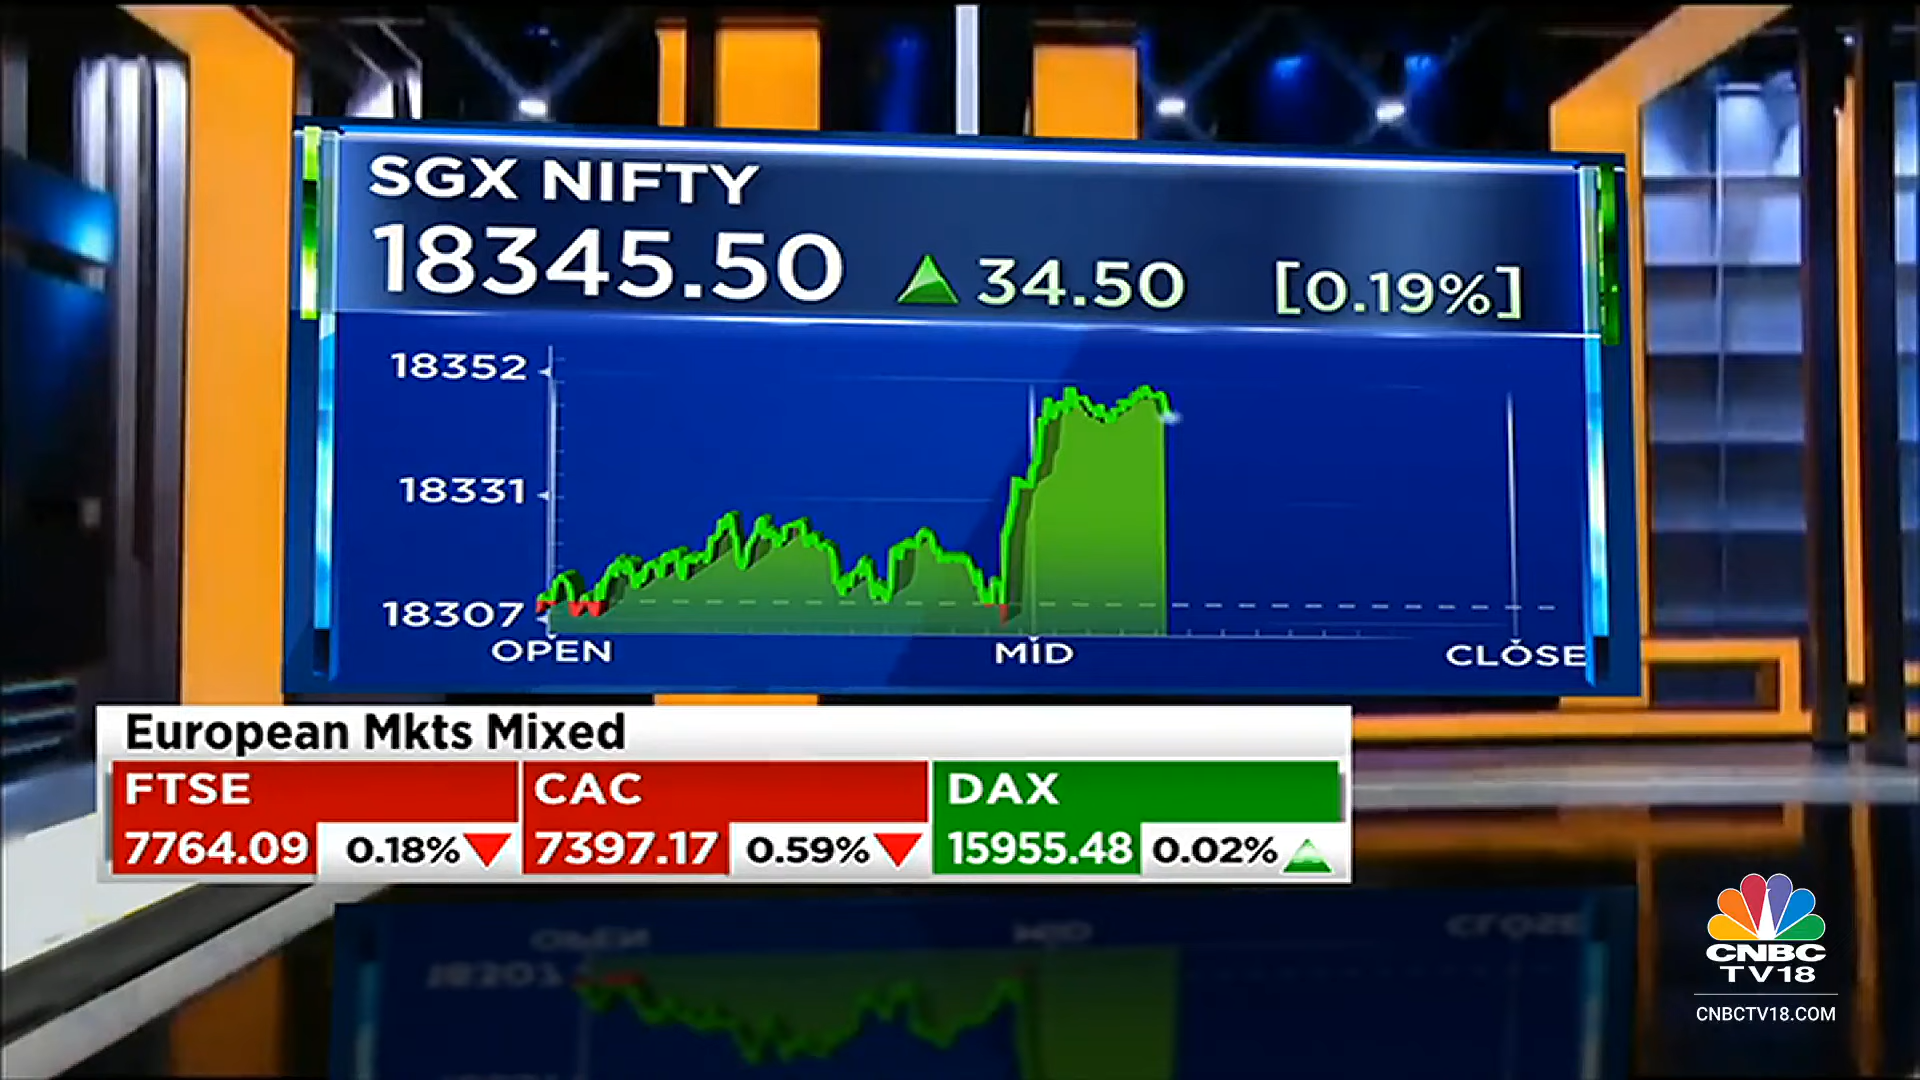 SGX NIFTY
18345.50 ▲ 34.50 [0.19%]
18352
18331
18307
OPEN MID CLOSE
European Mkts Mixed
FTSE CAC DAX
7764.09 0.18% ▼ 7397.17 0.59% ▼ 15955.48 0.02% ▲
CNBC
TV18
CNBCTV18.COM